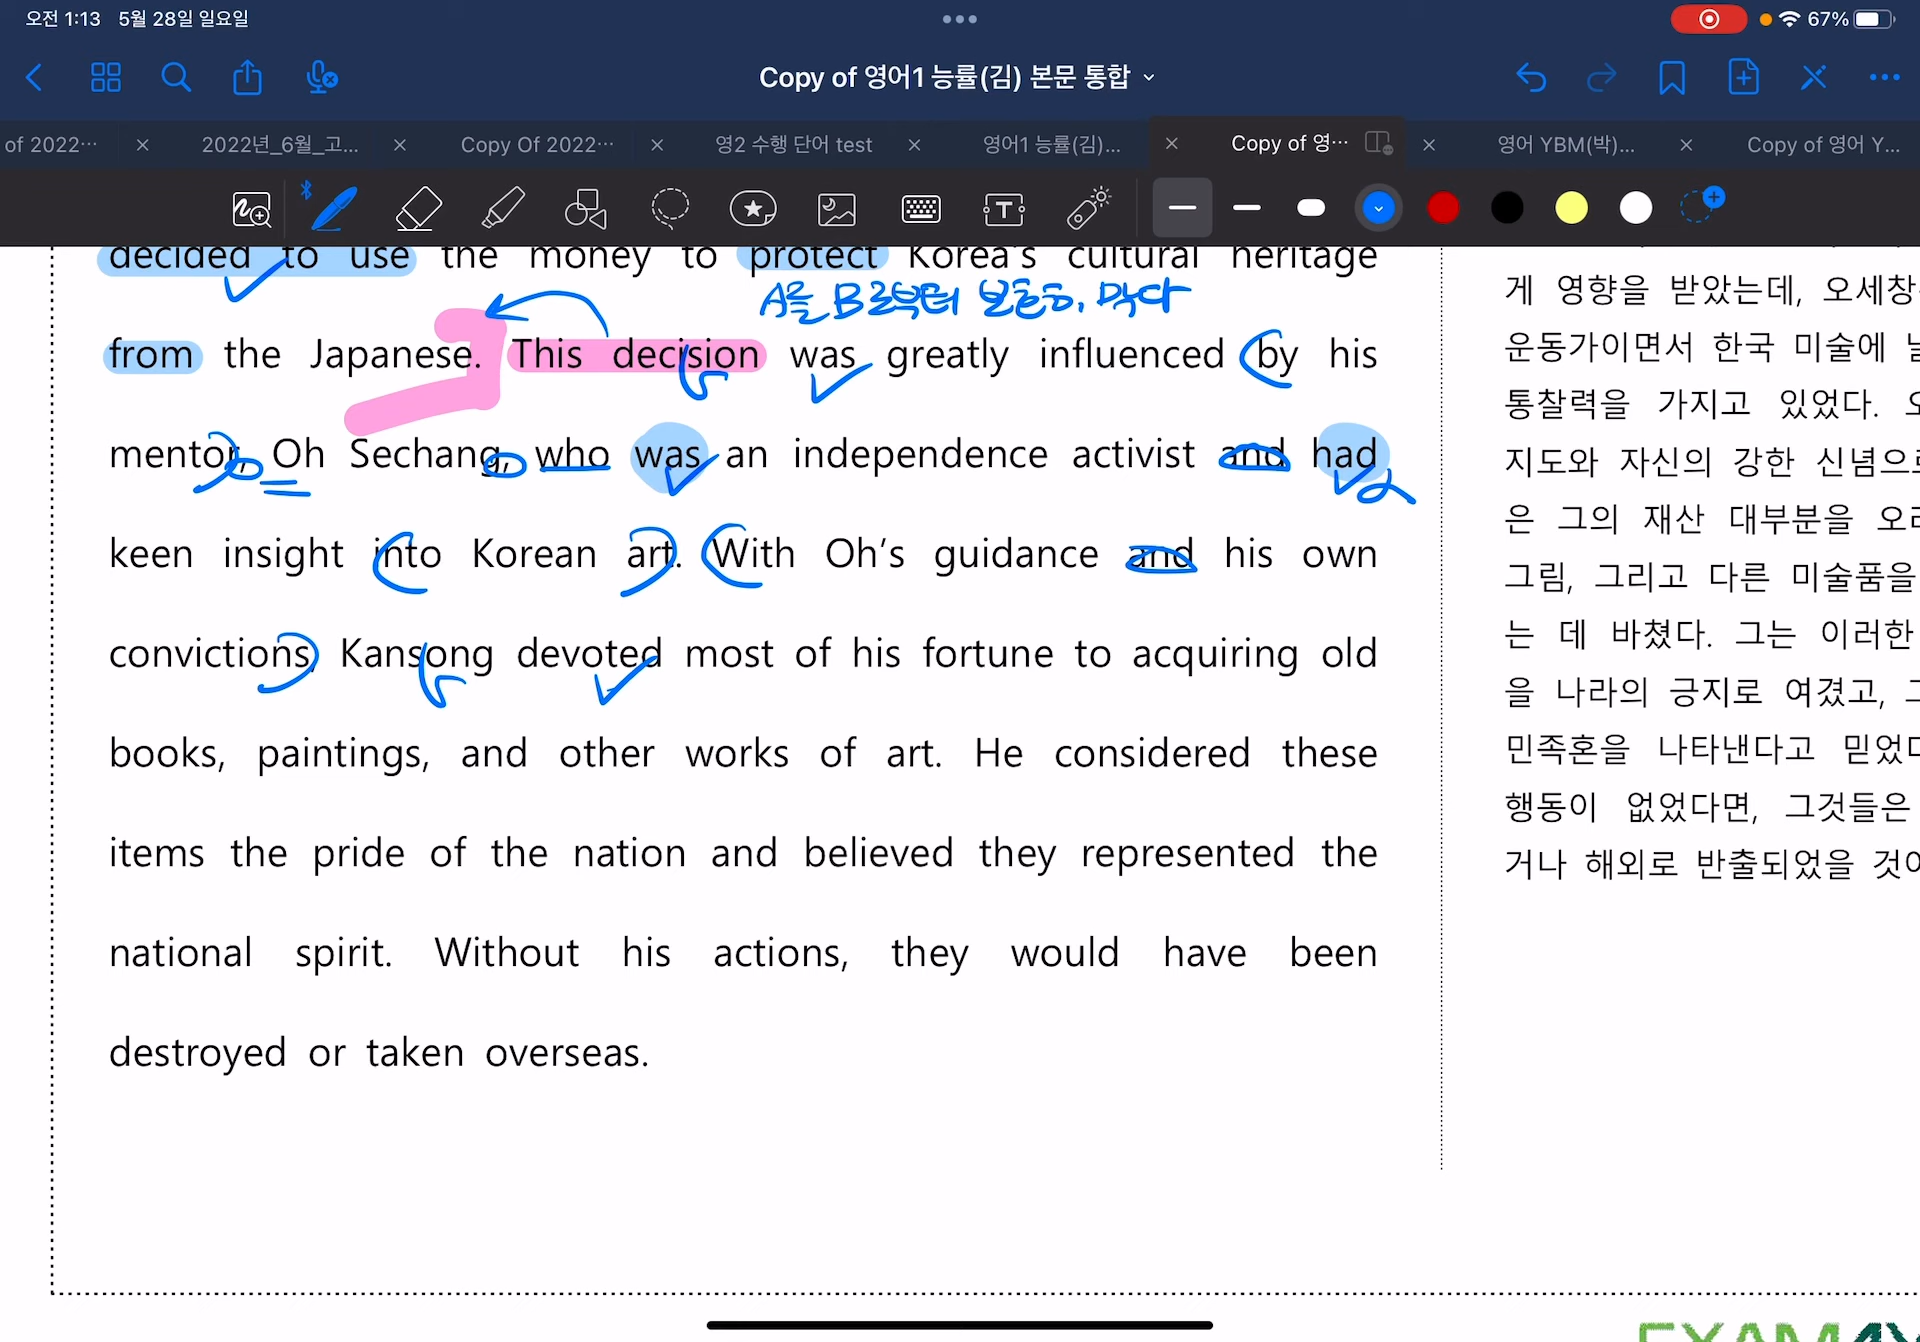 오전 1:13 5월 28일 일요일
67%
Copy of 영어1 능률(김) 본문 통합
of 2022…
2022년_6월_고...
Copy Of 2022…
영2 수행 단어 test
영어1 능률(김)...
Copy of 영…
영어 YBM(박)...
Copy of 영어 Y...
decided to use the money to protect Korea's cultural heritage
A를 B로부터 보호하, 막다
from the Japanese. This decision was greatly influenced by his
mentor, Oh Sechang, who was an independence activist and had
keen insight into Korean art. With Oh's guidance and his own
convictions, Kansong devoted most of his fortune to acquiring old
books, paintings, and other works of art. He considered these
items the pride of the nation and believed they represented the
national spirit. Without his actions, they would have been
destroyed or taken overseas.
게 영향을 받았는데, 오세창
운동가이면서 한국 미술에
통찰력을 가지고 있었다.
지도와 자신의 강한 신념으로
은 그의 재산 대부분을
그림, 그리고 다른 미술품을
는 데 바쳤다. 그는 이러한
을 나라의 긍지로 여겼고,
민족혼을 나타낸다고 믿었다
행동이 없었다면, 그것들은
거나 해외로 반출되었을